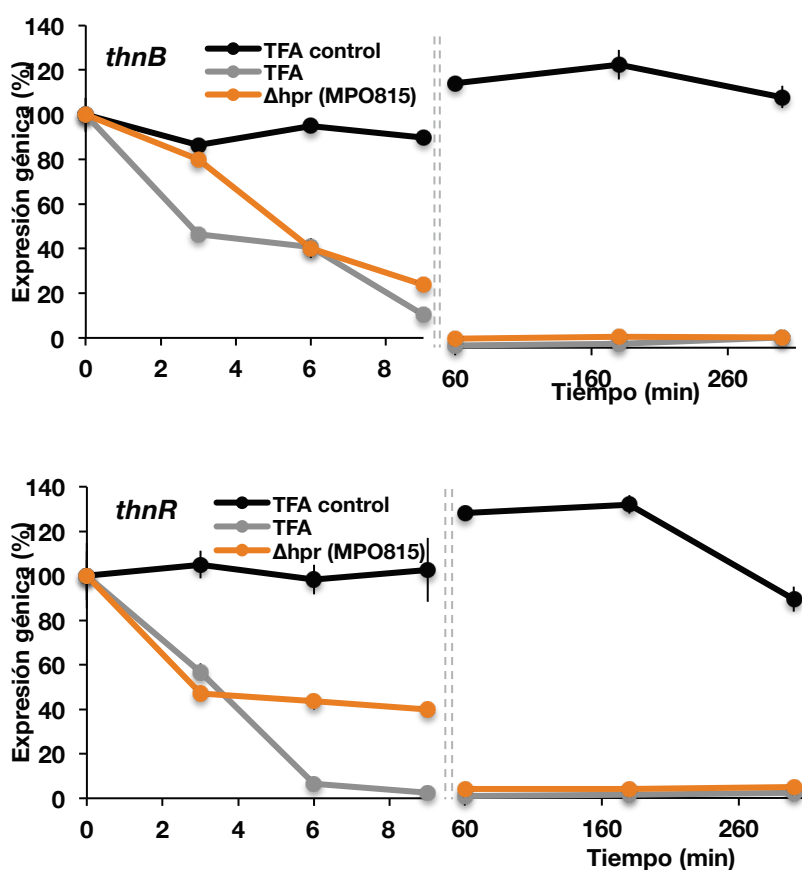 140
120
100
80
60
40
20
0
Expresión génica (%)
thnB
TFA control
TFA
Δhpr (MPO815)
0 2 4 6 8 60 160 260
Tiempo (min)
140
120
100
80
60
40
20
0
Expresión génica (%)
thnR
TFA control
TFA
Δhpr (MPO815)
0 2 4 6 8 60 160 260
Tiempo (min)